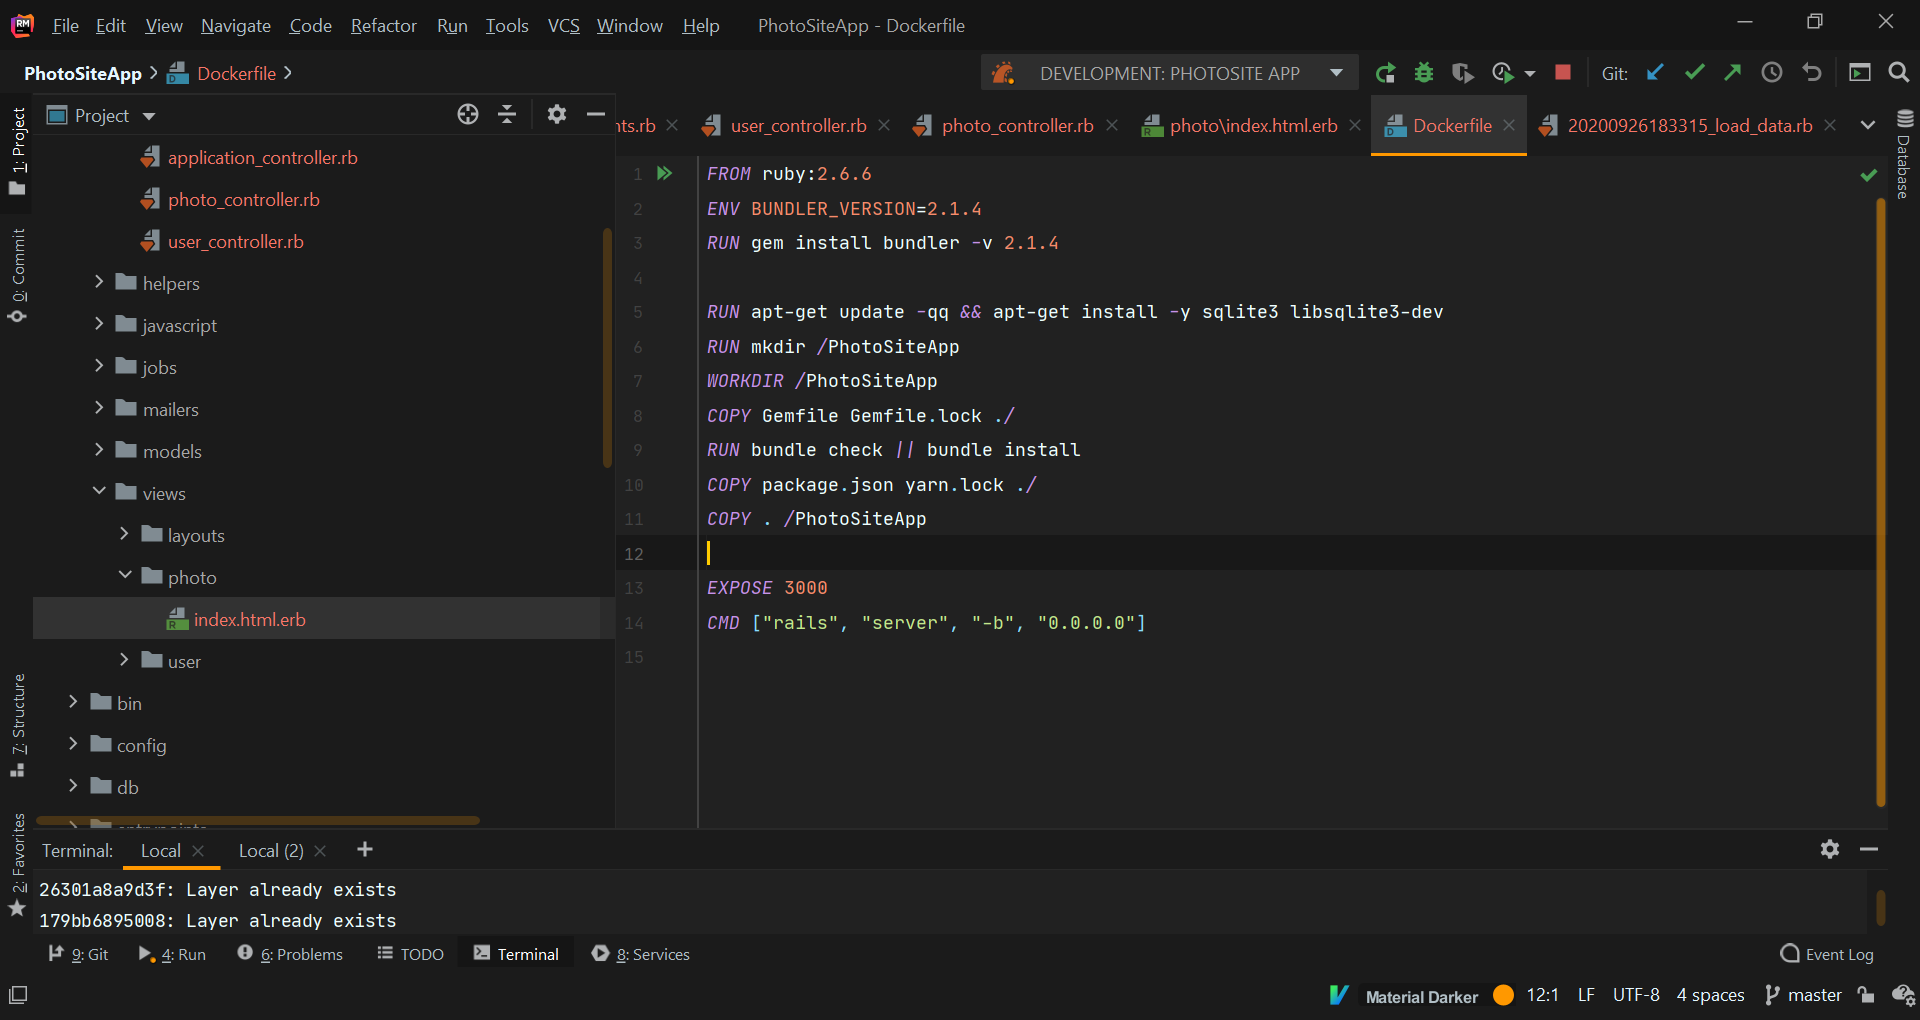 RM File Edit View Navigate Code Refactor Run Tools VCS Window Help PhotoSiteApp - Dockerfile
PhotoSiteApp Dockerfile DEVELOPMENT: PHOTOSITE APP Git:
1: Project
0: Commit
7: Structure
2: Favorites
Project
application_controller.rb
photo_controller.rb
user_controller.rb
helpers
javascript
jobs
mailers
models
views
layouts
photo
index.html.erb
user
bin
config
db
nts.rb user_controller.rb photo_controller.rb photo\index.html.erb Dockerfile 20200926183315_load_data.rb
Database
1 FROM ruby:2.6.6
2 ENV BUNDLER_VERSION=2.1.4
3 RUN gem install bundler -v 2.1.4
4
5 RUN apt-get update -qq && apt-get install -y sqlite3 libsqlite3-dev
6 RUN mkdir /PhotoSiteApp
7 WORKDIR /PhotoSiteApp
8 COPY Gemfile Gemfile.lock ./
9 RUN bundle check || bundle install
10 COPY package.json yarn.lock ./
11 COPY . /PhotoSiteApp
12
13 EXPOSE 3000
14 CMD ["rails", "server", "-b", "0.0.0.0"]
15
Terminal: Local Local (2)
26301a8a9d3f: Layer already exists
179bb6895008: Layer already exists
9: Git 4: Run 6: Problems TODO Terminal 8: Services Event Log
Material Darker 12:1 LF UTF-8 4 spaces master